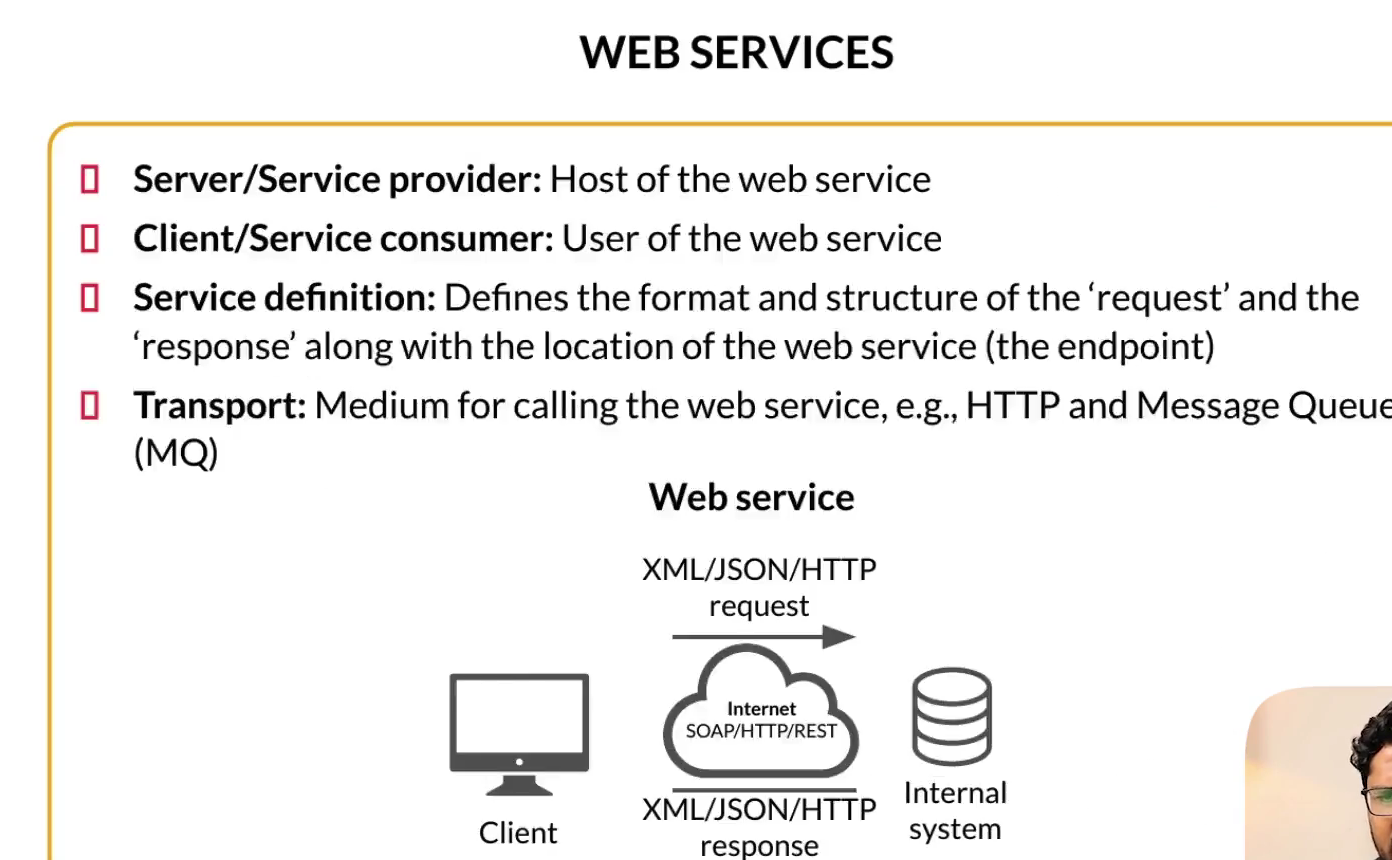 WEB SERVICES
Server/Service provider: Host of the web service
Client/Service consumer: User of the web service
Service definition: Defines the format and structure of the ‘request’ and the
‘response’ along with the location of the web service (the endpoint)
Transport: Medium for calling the web service, e.g., HTTP and Message Queue
(MQ)
Web service
XML/JSON/HTTP
request
Internet
SOAP/HTTP/REST
XML/JSON/HTTP
response
Client
Internal
system